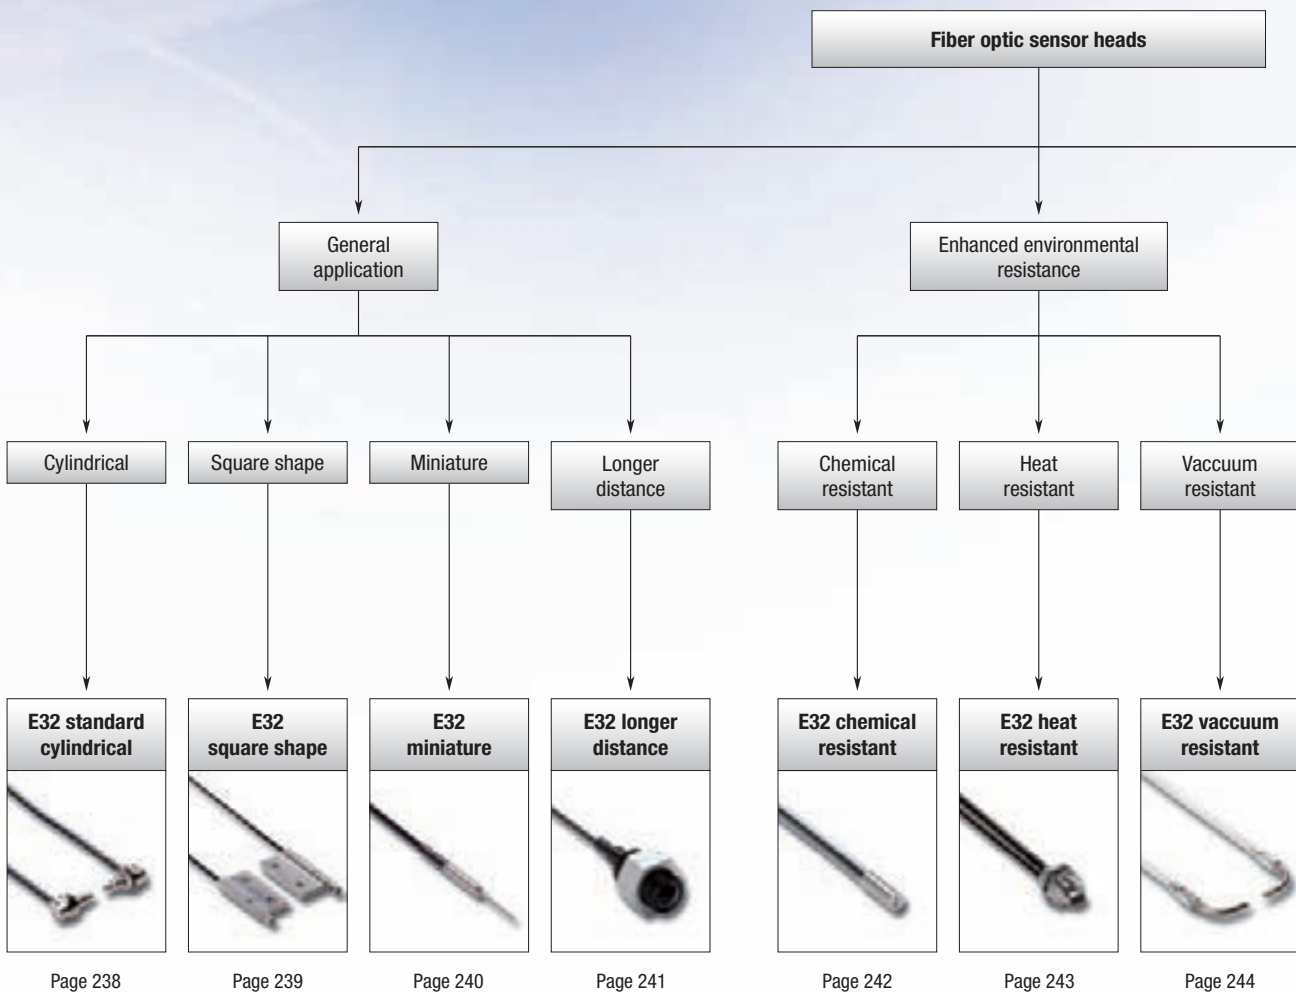 Fiber optic sensor heads
General
application
Enhanced environmental
resistance
Cylindrical
Square shape
Miniature
Longer
distance
Chemical
resistant
Heat
resistant
Vaccuum
resistant
E32 standard
cylindrical
E32
square shape
E32
miniature
E32 longer
distance
E32 chemical
resistant
E32 heat
resistant
E32 vaccuum
resistant
Page 238
Page 239
Page 240
Page 241
Page 242
Page 243
Page 244